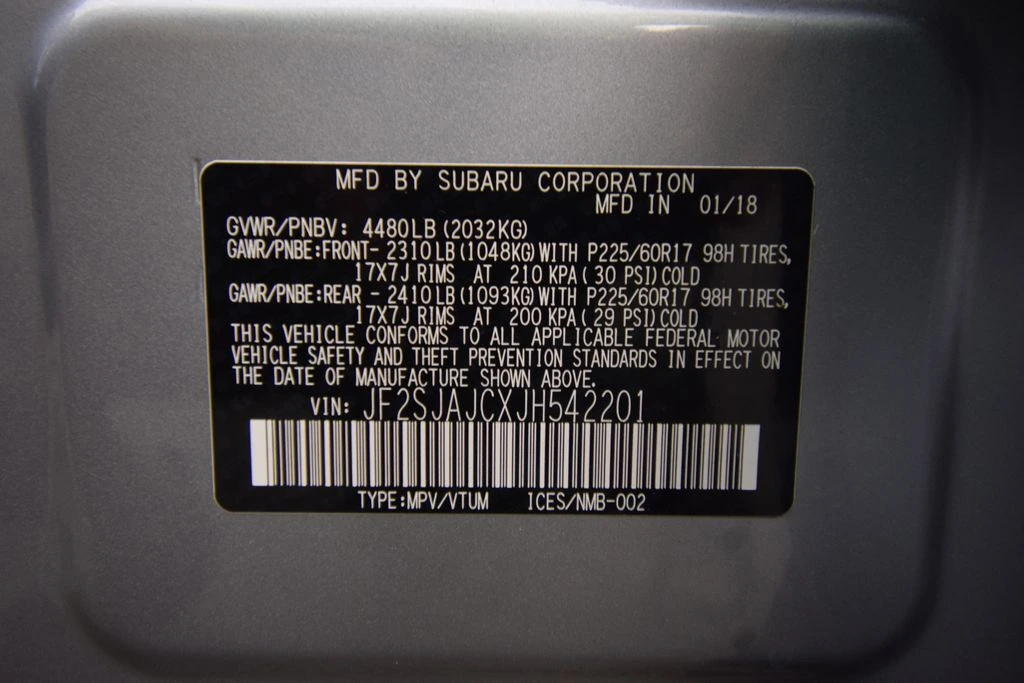 MFD BY SUBARU CORPORATION
MFD IN 01/18
GVWR/PNBV: 4480LB (2032KG)
GAWR/PNBE:FRONT- 2310LB (1048KG) WITH P225/60R17 98H TIRES,
17X7J RIMS AT 210 KPA ( 30 PSI) COLD
GAWR/PNBE:REAR - 2410LB (1093KG) WITH P225/60R17 98H TIRES,
17X7J RIMS AT 200 KPA ( 29 PSI) COLD
THIS VEHICLE CONFORMS TO ALL APPLICABLE FEDERAL MOTOR
VEHICLE SAFETY AND THEFT PREVENTION STANDARDS IN EFFECT ON
THE DATE OF MANUFACTURE SHOWN ABOVE.
VIN: JF2SJAJCXJH542201
TYPE:MPV/VTUM ICES/NMB-002